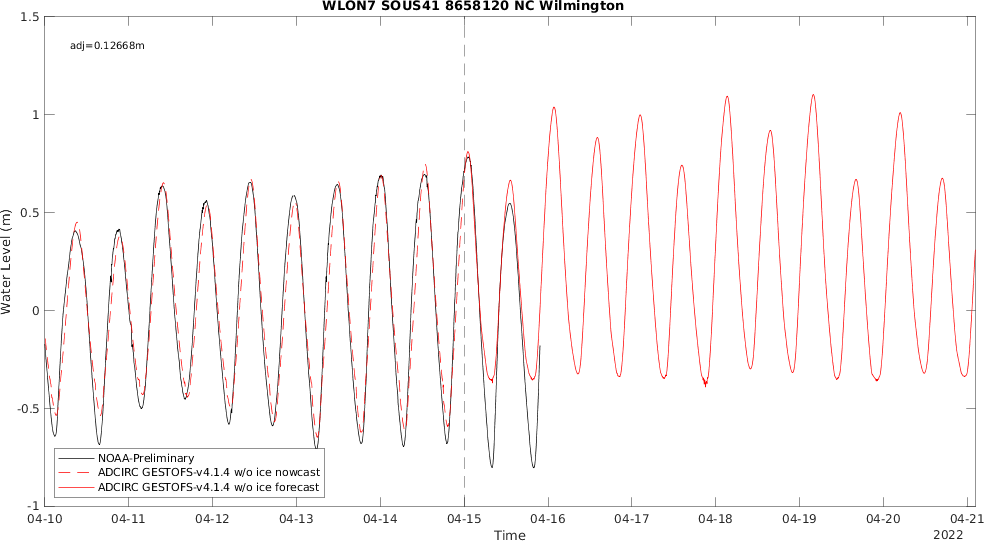 WLON7 SOUS41 8658120 NC Wilmington
1.5
adj=0.12668m
1
0.5
0
-0.5
-1
Water Level (m)
NOAA-Preliminary
ADCIRC GESTOFS-v4.1.4 w/o ice nowcast
ADCIRC GESTOFS-v4.1.4 w/o ice forecast
04-10 04-11 04-12 04-13 04-14 04-15 04-16 04-17 04-18 04-19 04-20 04-21
Time
2022